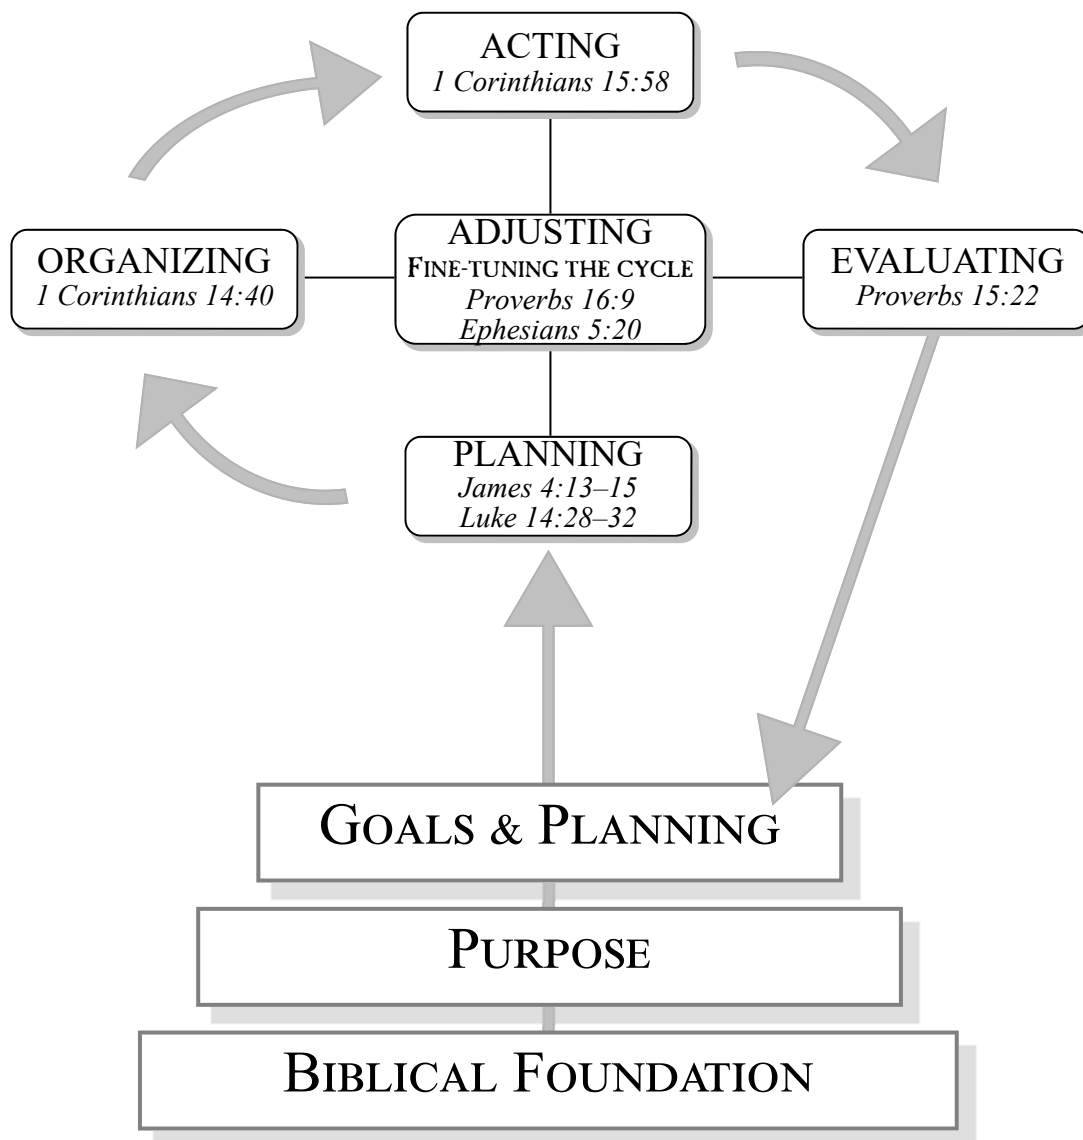 ACTING
1 Corinthians 15:58
ORGANIZING
1 Corinthians 14:40
ADJUSTING
FINE-TUNING THE CYCLE
Proverbs 16:9
Ephesians 5:20
EVALUATING
Proverbs 15:22
PLANNING
James 4:13–15
Luke 14:28–32
GOALS & PLANNING
PURPOSE
BIBLICAL FOUNDATION